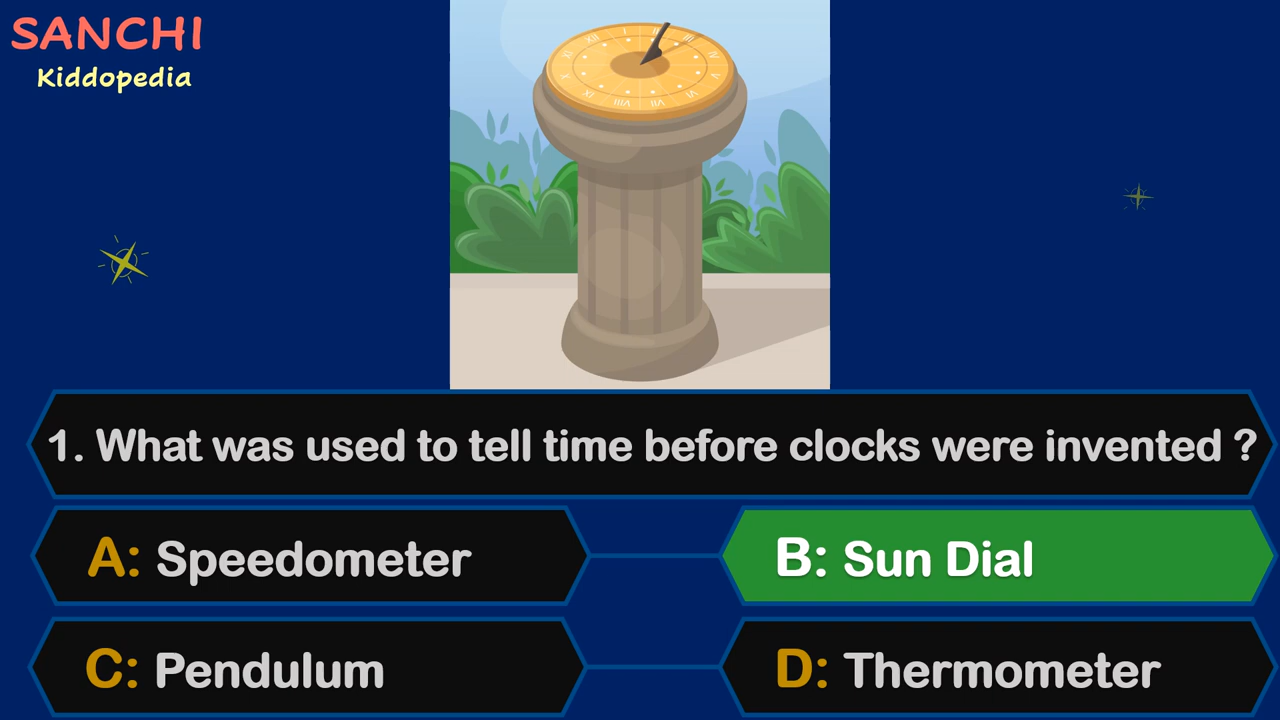 SANCHI
Kiddopedia
1. What was used to tell time before clocks were invented ?
A: Speedometer
B: Sun Dial
C: Pendulum
D: Thermometer